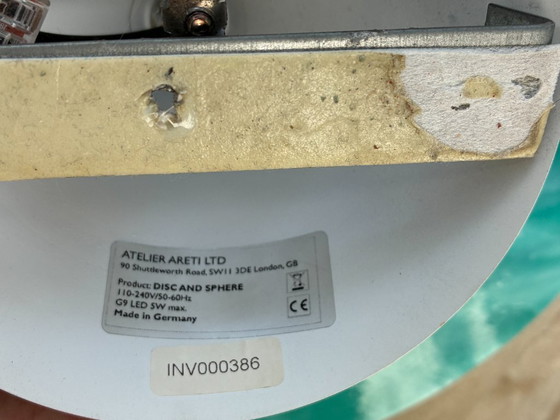 ATELIER ARETI LTD
90 Shuttleworth Road, SW11 3DE London, GB
Product: DISC AND SPHERE
110-240V/50-60Hz
G9 LED 5W max.
Made in Germany
CE
INV000386